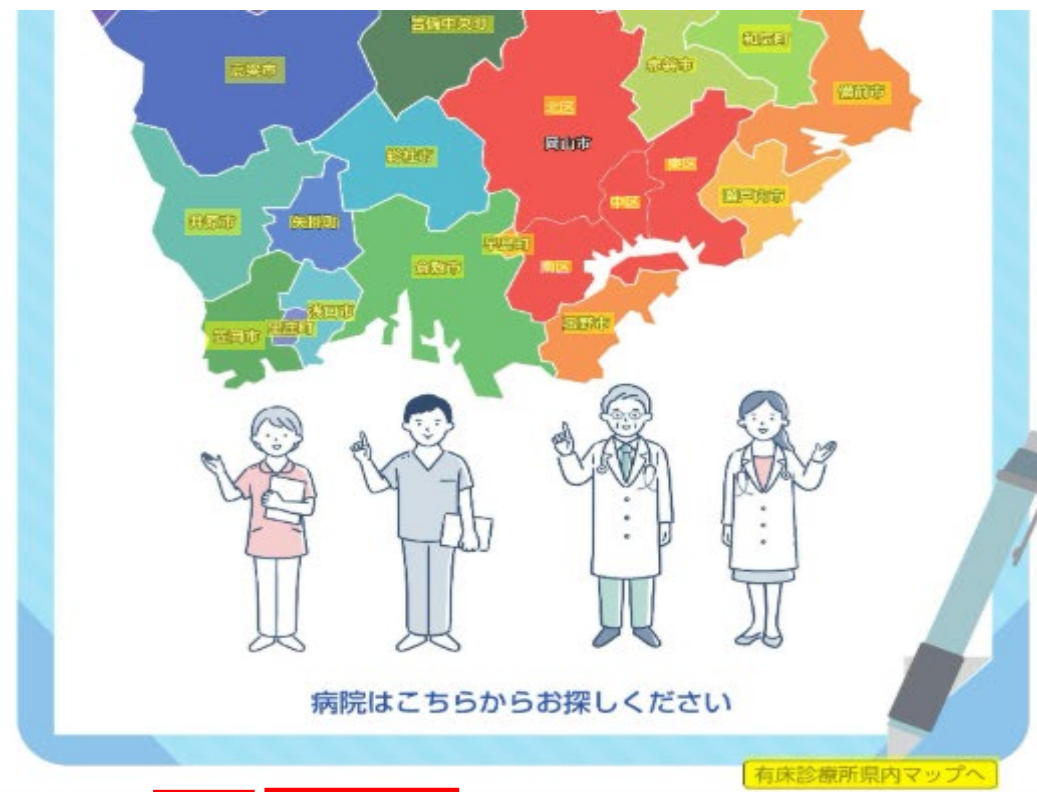 吉備中央町
和気町
高梁市
赤磐市
備前市
北区
岡山市
総社市
東区
瀬戸内市
中区
井原市
矢掛町
早島町
倉敷市
南区
浅口市
里庄町
笠岡市
玉野市
病院はこちらからお探しください
有床診療所県内マップへ